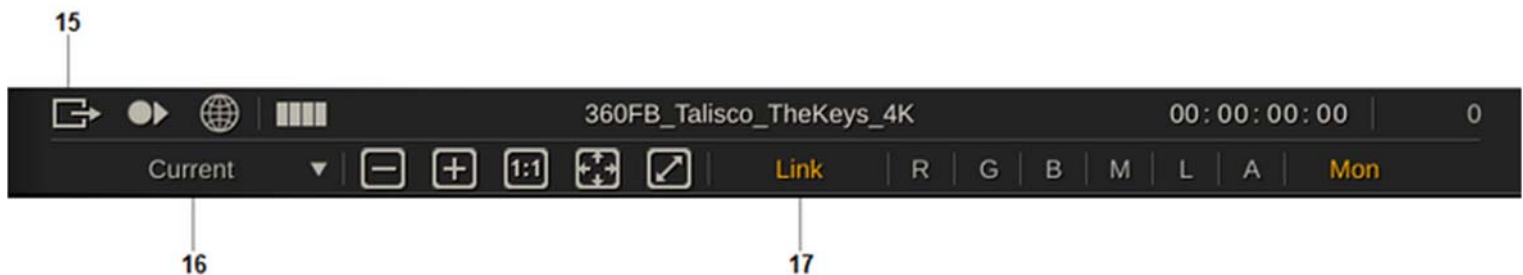 15
360FB_Talisco_TheKeys_4K 00:00:00:00 0
Current 1:1 Link R G B M L A Mon
16 17